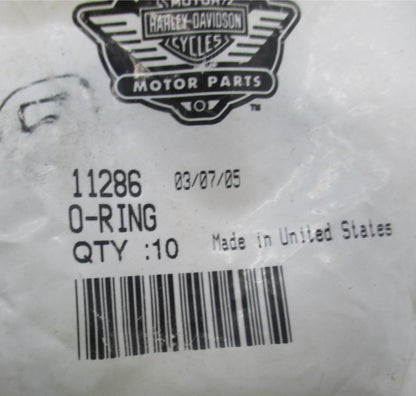 MOTOR
HARLEY-DAVIDSON
CYCLES
MOTOR PARTS
TM
11286 03/07/05
O-RING
QTY :10 Made in United States